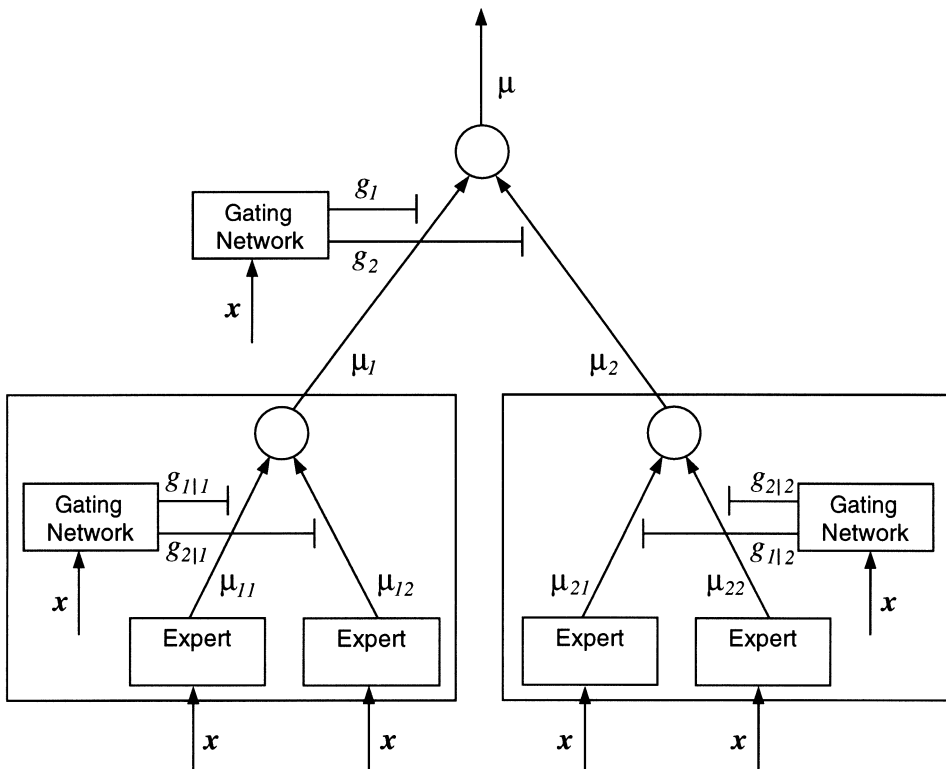 μ
g1
Gating
Network
g2
x
μ1
μ2
g1|1
Gating
Network
g2|1
x
μ11
μ12
Expert
Expert
x
x
g2|2
Gating
Network
g1|2
x
μ21
μ22
Expert
Expert
x
x